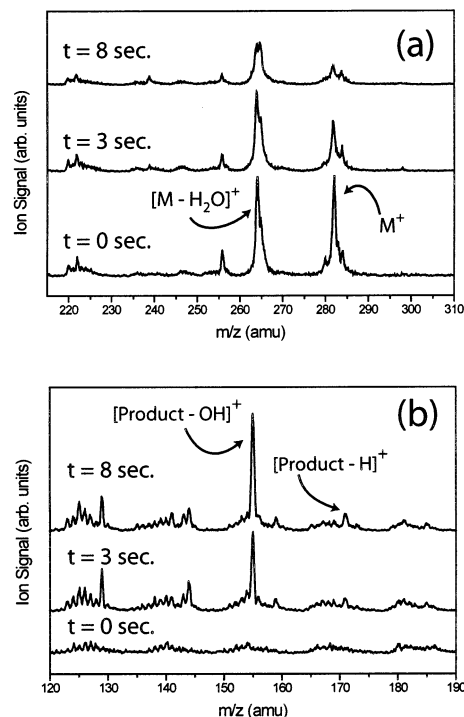 (a)
t = 8 sec.
t = 3 sec.
[M - H₂O]⁺
M⁺
t = 0 sec.
Ion Signal (arb. units)
220 230 240 250 260 270 280 290 300 310
m/z (amu)
(b)
[Product - OH]⁺
[Product - H]⁺
t = 8 sec.
t = 3 sec.
t = 0 sec.
Ion Signal (arb. units)
120 130 140 150 160 170 180 190
m/z (amu)